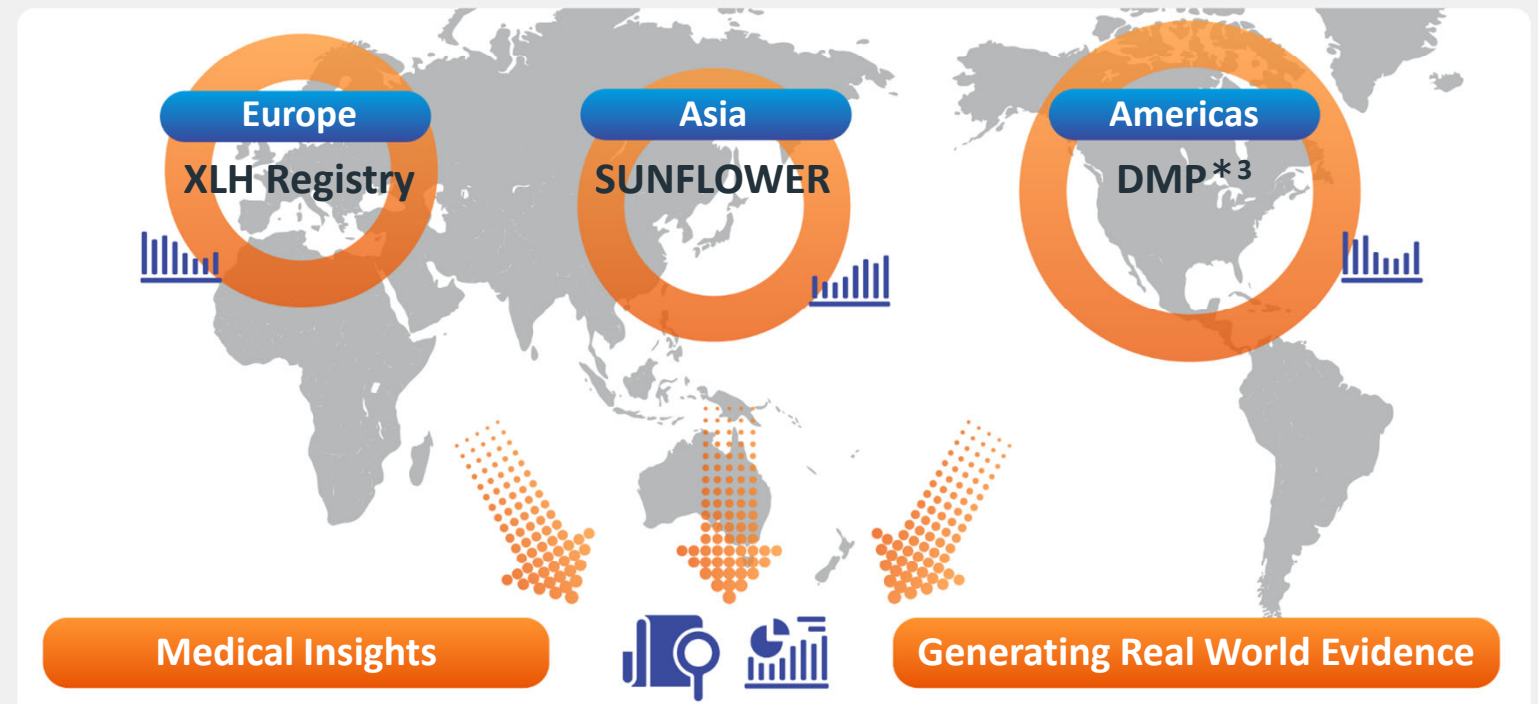 Europe
XLH Registry
Asia
SUNFLOWER
Americas
DMP*3
Medical Insights
Generating Real World Evidence